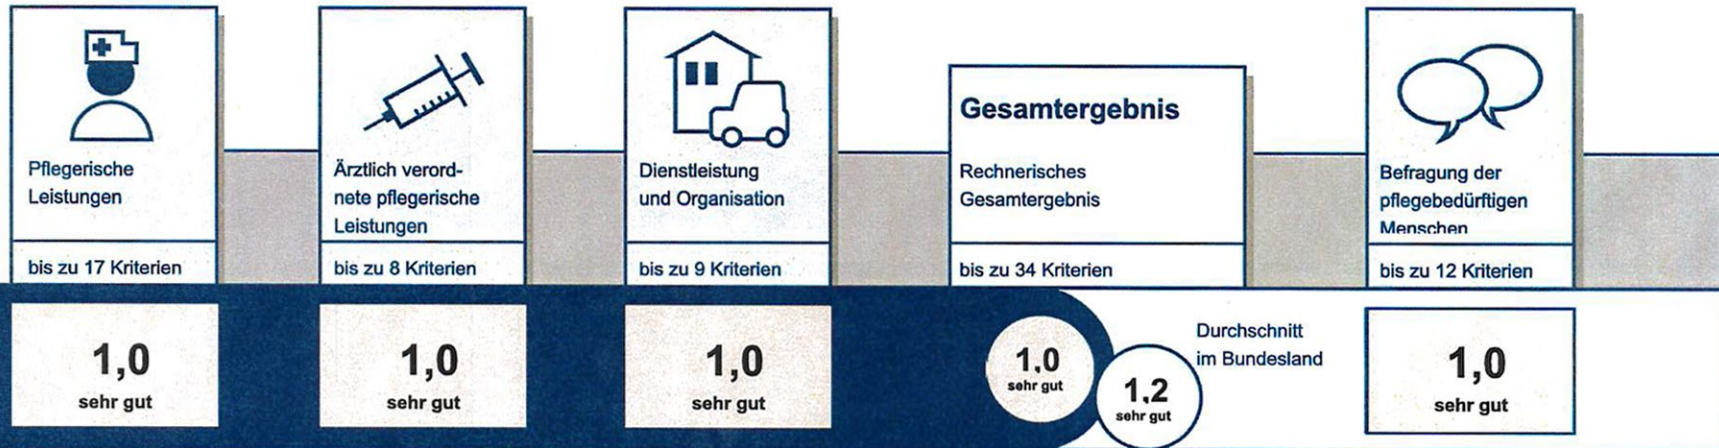 Pflegerische
Leistungen
bis zu 17 Kriterien
1,0
sehr gut
Ärztlich verord-
nete pflegerische
Leistungen
bis zu 8 Kriterien
1,0
sehr gut
Dienstleistung
und Organisation
bis zu 9 Kriterien
1,0
sehr gut
Gesamtergebnis
Rechnerisches
Gesamtergebnis
bis zu 34 Kriterien
1,0
sehr gut
1,2
sehr gut
Durchschnitt
im Bundesland
Befragung der
pflegebedürftigen
Menschen
bis zu 12 Kriterien
1,0
sehr gut